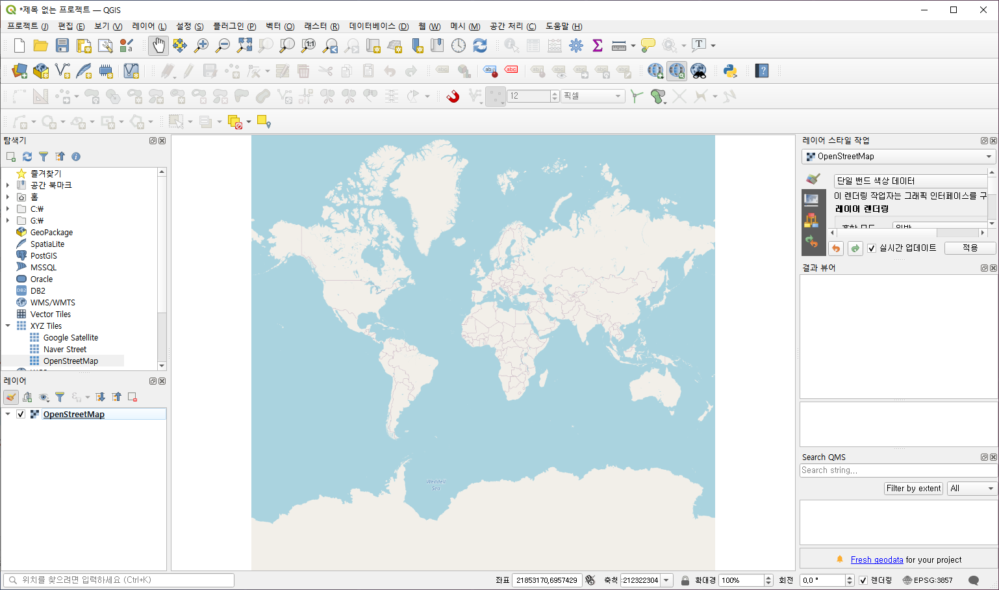 *제목 없는 프로젝트 — QGIS
프로젝트 (J) 편집 (E) 보기 (V) 레이어 (L) 설정 (S) 플러그인 (P) 벡터 (O) 래스터 (R) 데이터베이스 (D) 웹 (W) 메시 (M) 공간 처리 (C) 도움말 (H)
1:1
T
abc abc abc
12 픽셀
탐색기
즐겨찾기
공간 북마크
홈
C:₩
G:₩
GeoPackage
SpatiaLite
PostGIS
MSSQL
Oracle
DB2 DB2
WMS/WMTS
Vector Tiles
XYZ Tiles
Google Satellite
Naver Street
OpenStreetMap
레이어
OpenStreetMap
Weddell
Sea
레이어 스타일 작업
OpenStreetMap
단일 밴드 색상 데이터
이 렌더링 작업자는 그래픽 인터페이스를 구
레이어 렌더링
실시간 업데이트 적용
결과 뷰어
Search QMS
Search string...
Filter by extent All
Fresh geodata for your project
위치를 찾으려면 입력하세요 (Ctrl+K) 좌표 21853170,6957429 축척 :212322304 확대경 100% 회전 0,0 ° 렌더링 EPSG:3857